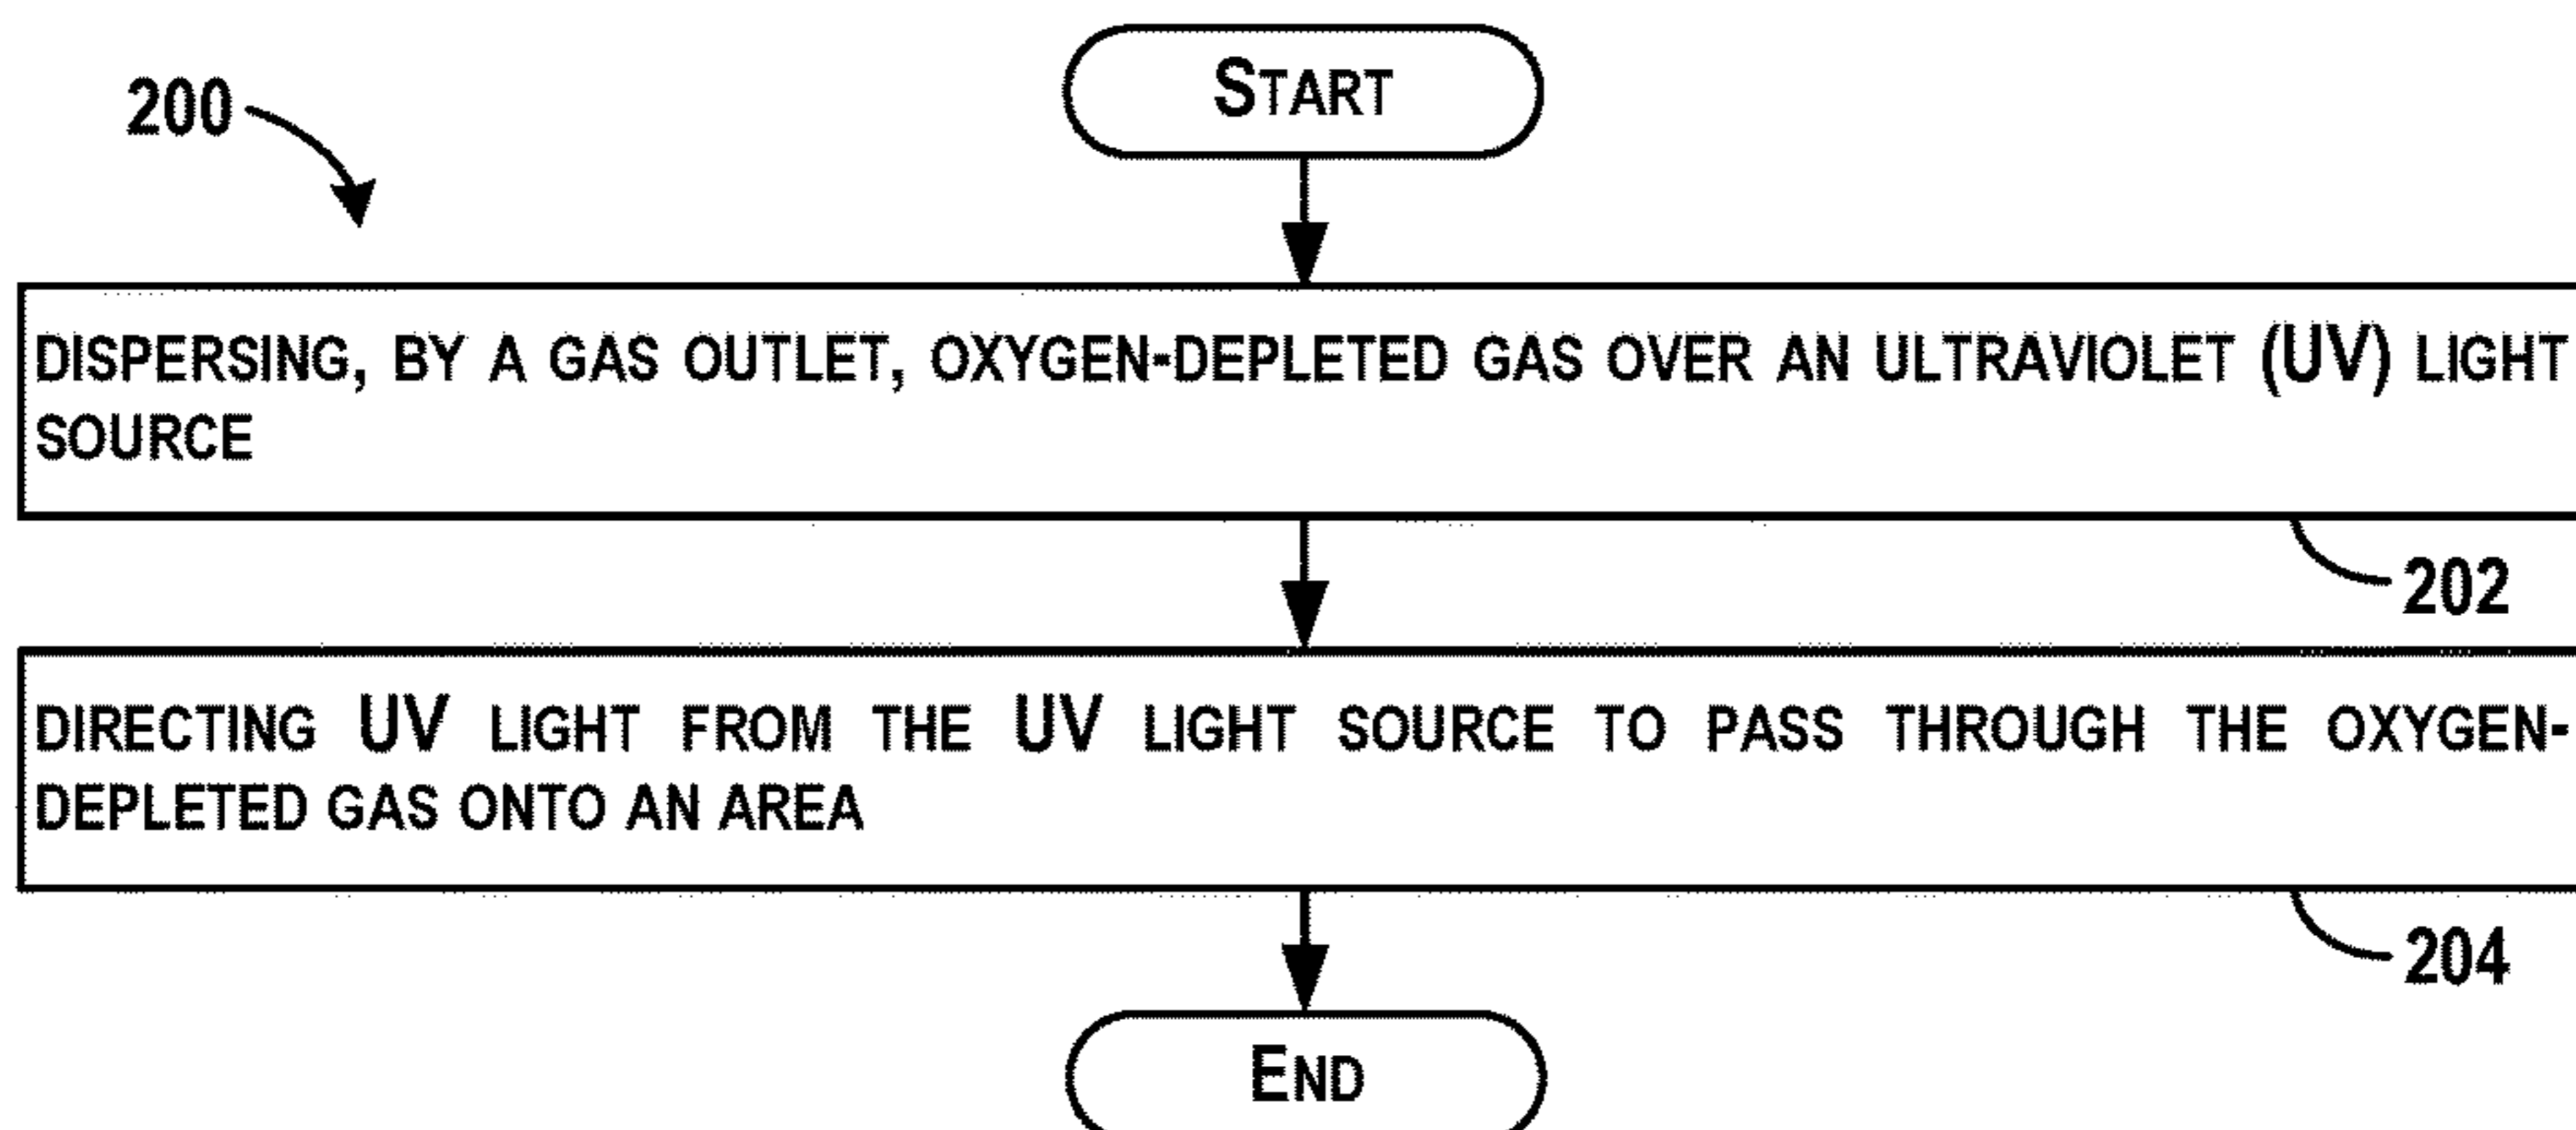 START
200
DISPERSING, BY A GAS OUTLET, OXYGEN-DEPLETED GAS OVER AN ULTRAVIOLET (UV) LIGHT
SOURCE
202
DIRECTING UV LIGHT FROM THE UV LIGHT SOURCE TO PASS THROUGH THE OXYGEN-
DEPLETED GAS ONTO AN AREA
204
END